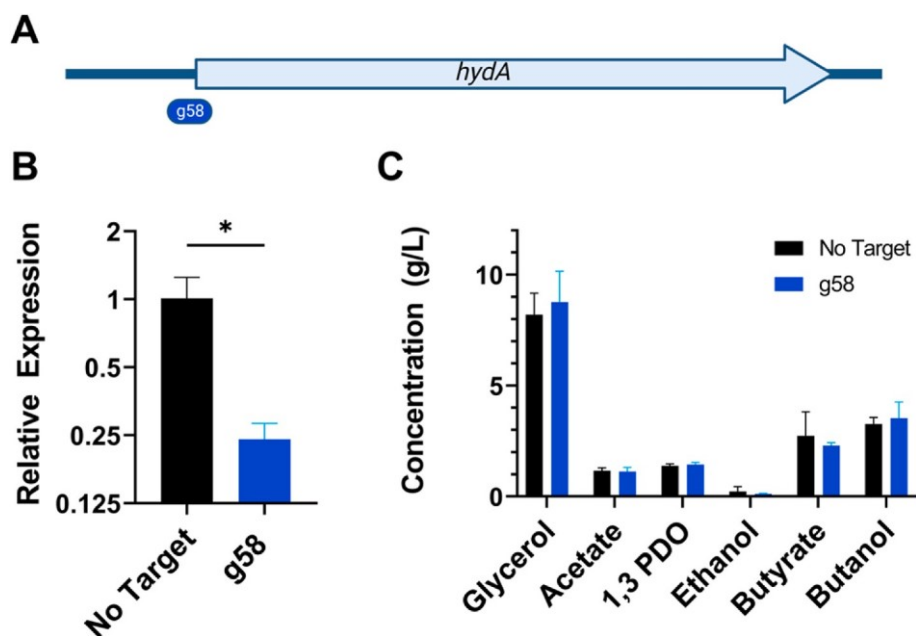 A
hydA
g58
B
Relative Expression
2
1
0.5
0.25
0.125
*
No Target
g58
C
Concentration (g/L)
10
5
0
No Target
g58
Glycerol
Acetate
1,3 PDO
Ethanol
Butyrate
Butanol